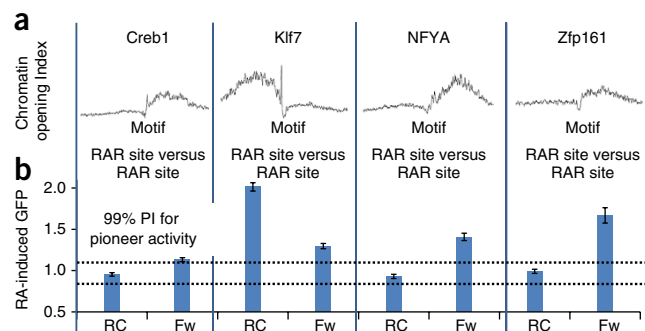 a
Creb1 Klf7 NFYA Zfp161
Chromatin
opening Index
Motif Motif Motif Motif
RAR site versus RAR site versus RAR site versus RAR site versus
RAR site RAR site RAR site RAR site
b
RA-induced GFP
2.0
1.5
1.0
0.5
99% PI for
pioneer activity
RC Fw RC Fw RC Fw RC Fw